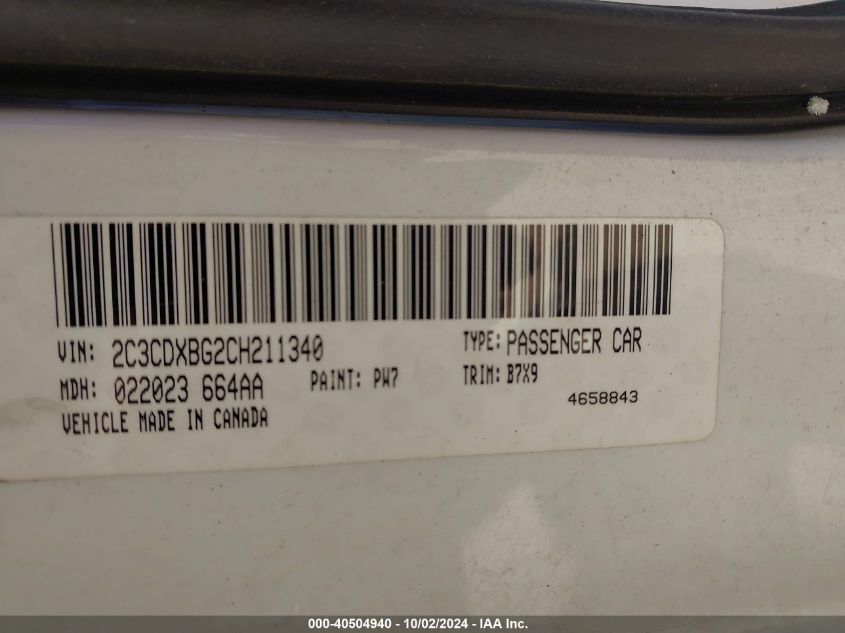 VIN: 2C3CDXBG2CH211340 TYPE: PASSENGER CAR
MDH: 022023 664AA PAINT: PW7 TRIM: B7X9
VEHICLE MADE IN CANADA 4658843
000-40504940 - 10/02/2024 - IAA Inc.